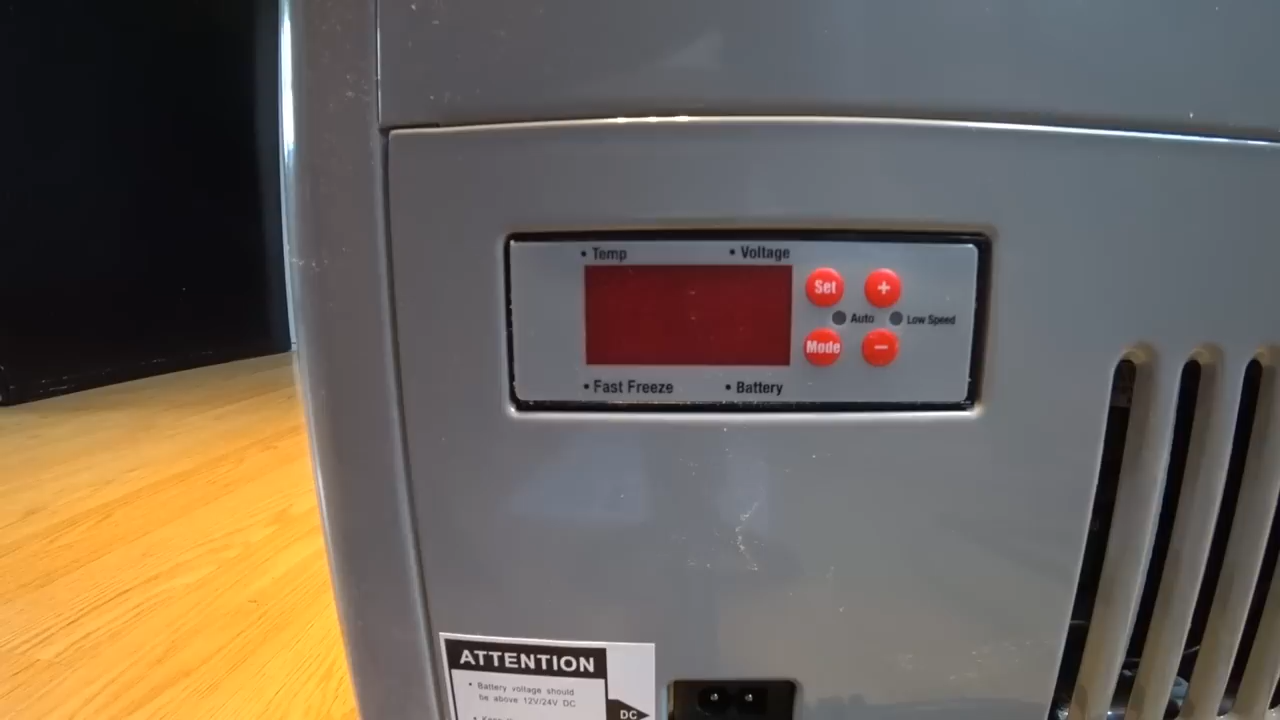 • Temp • Voltage
Set +
Auto Low Speed
Mode −
• Fast Freeze • Battery
ATTENTION
• Battery voltage should
be above 12V/24V DC
DC